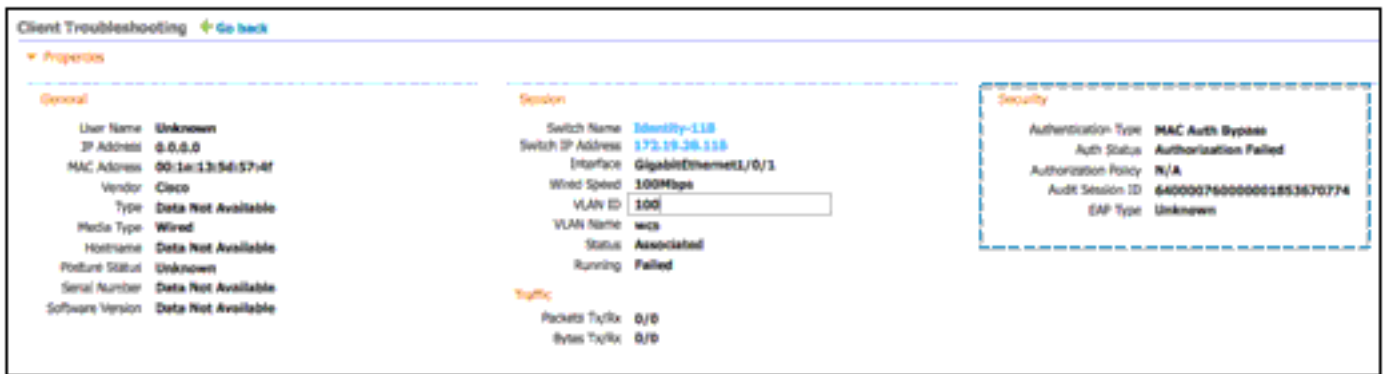 Client Troubleshooting Go back
Properties
General
User Name Unknown
IP Address 0.0.0.0
MAC Address 00:1e:13:5d:57:4f
Vendor Cisco
Type Data Not Available
Media Type Wired
Hostname Data Not Available
Posture Status Unknown
Serial Number Data Not Available
Software Version Data Not Available
Session
Switch Name Identity-118
Switch IP Address 172.19.28.118
Interface GigabitEthernet1/0/1
Wired Speed 100Mbps
VLAN ID 100
VLAN Name wcs
Status Associated
Running Failed
Traffic
Packets Tx/Rx 0/0
Bytes Tx/Rx 0/0
Security
Authentication Type MAC Auth Bypass
Auth Status Authorization Failed
Authorization Policy N/A
Audit Session ID
EAP Type Unknown